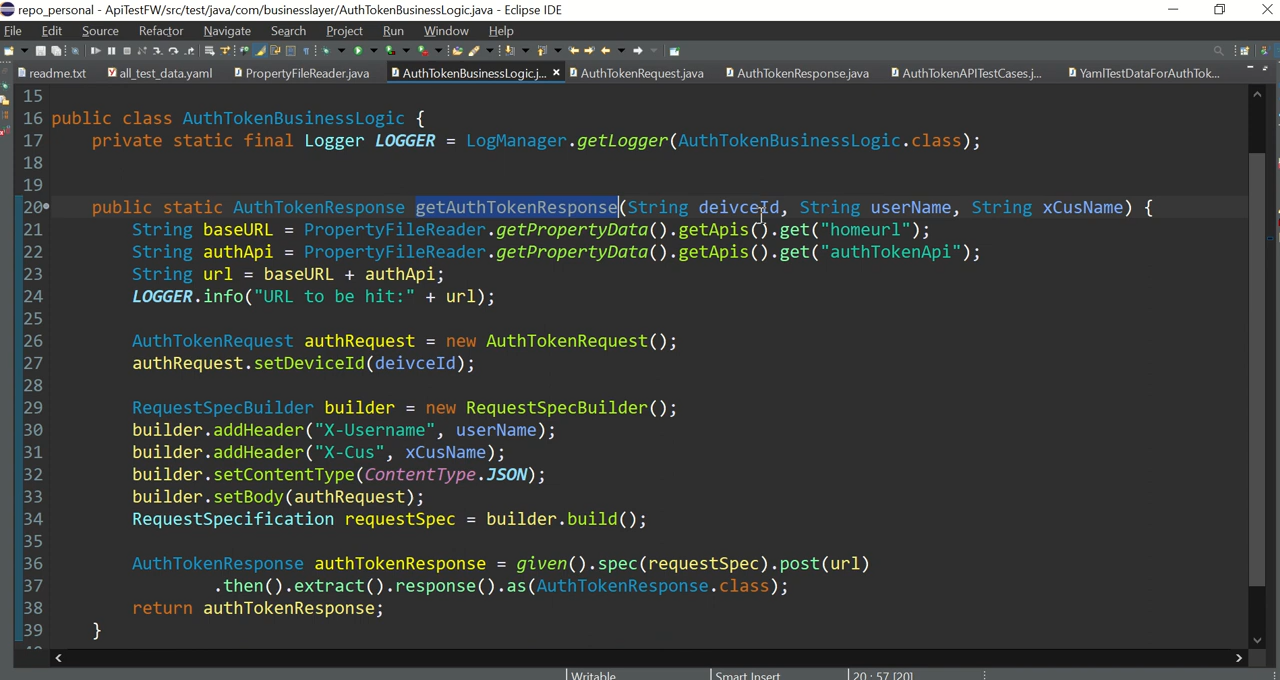 repo_personal - ApiTestFW/src/test/java/com/businesslayer/AuthTokenBusinessLogic.java - Eclipse IDE
File Edit Source Refactor Navigate Search Project Run Window Help
readme.txt all_test_data.yaml PropertyFileReader.java AuthTokenBusinessLogic.j... AuthTokenRequest.java AuthTokenResponse.java AuthTokenAPITestCases.j... YamlTestDataForAuthTok...
15
16 public class AuthTokenBusinessLogic {
17 private static final Logger LOGGER = LogManager.getLogger(AuthTokenBusinessLogic.class);
18
19
20 public static AuthTokenResponse getAuthTokenResponse(String deivceId, String userName, String xCusName) {
21 String baseURL = PropertyFileReader.getPropertyData().getApis().get("homeurl");
22 String authApi = PropertyFileReader.getPropertyData().getApis().get("authTokenApi");
23 String url = baseURL + authApi;
24 LOGGER.info("URL to be hit:" + url);
25
26 AuthTokenRequest authRequest = new AuthTokenRequest();
27 authRequest.setDeviceId(deivceId);
28
29 RequestSpecBuilder builder = new RequestSpecBuilder();
30 builder.addHeader("X-Username", userName);
31 builder.addHeader("X-Cus", xCusName);
32 builder.setContentType(ContentType.JSON);
33 builder.setBody(authRequest);
34 RequestSpecification requestSpec = builder.build();
35
36 AuthTokenResponse authTokenResponse = given().spec(requestSpec).post(url)
37 .then().extract().response().as(AuthTokenResponse.class);
38 return authTokenResponse;
39 }
Writable Smart Insert 20 : 57 [20]